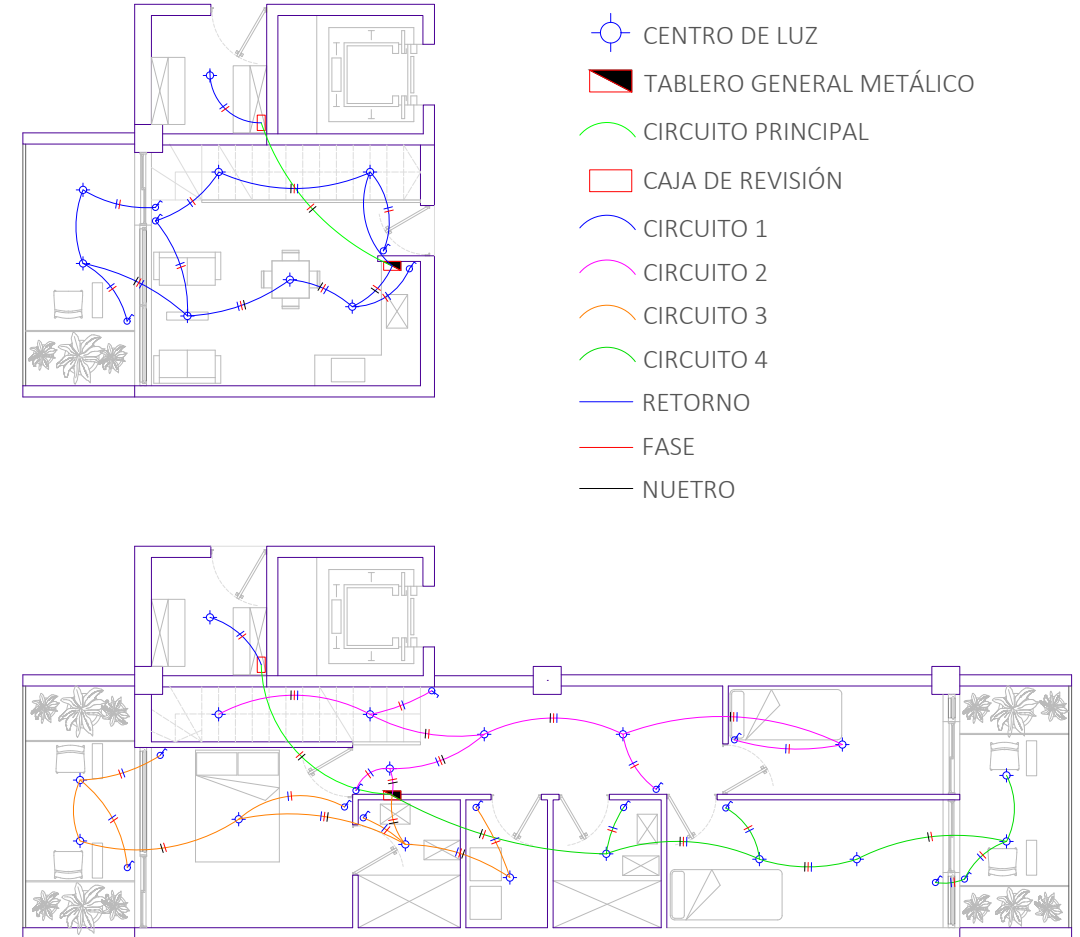 CENTRO DE LUZ
TABLERO GENERAL METÁLICO
CIRCUITO PRINCIPAL
CAJA DE REVISIÓN
CIRCUITO 1
CIRCUITO 2
CIRCUITO 3
CIRCUITO 4
RETORNO
FASE
NUETRO